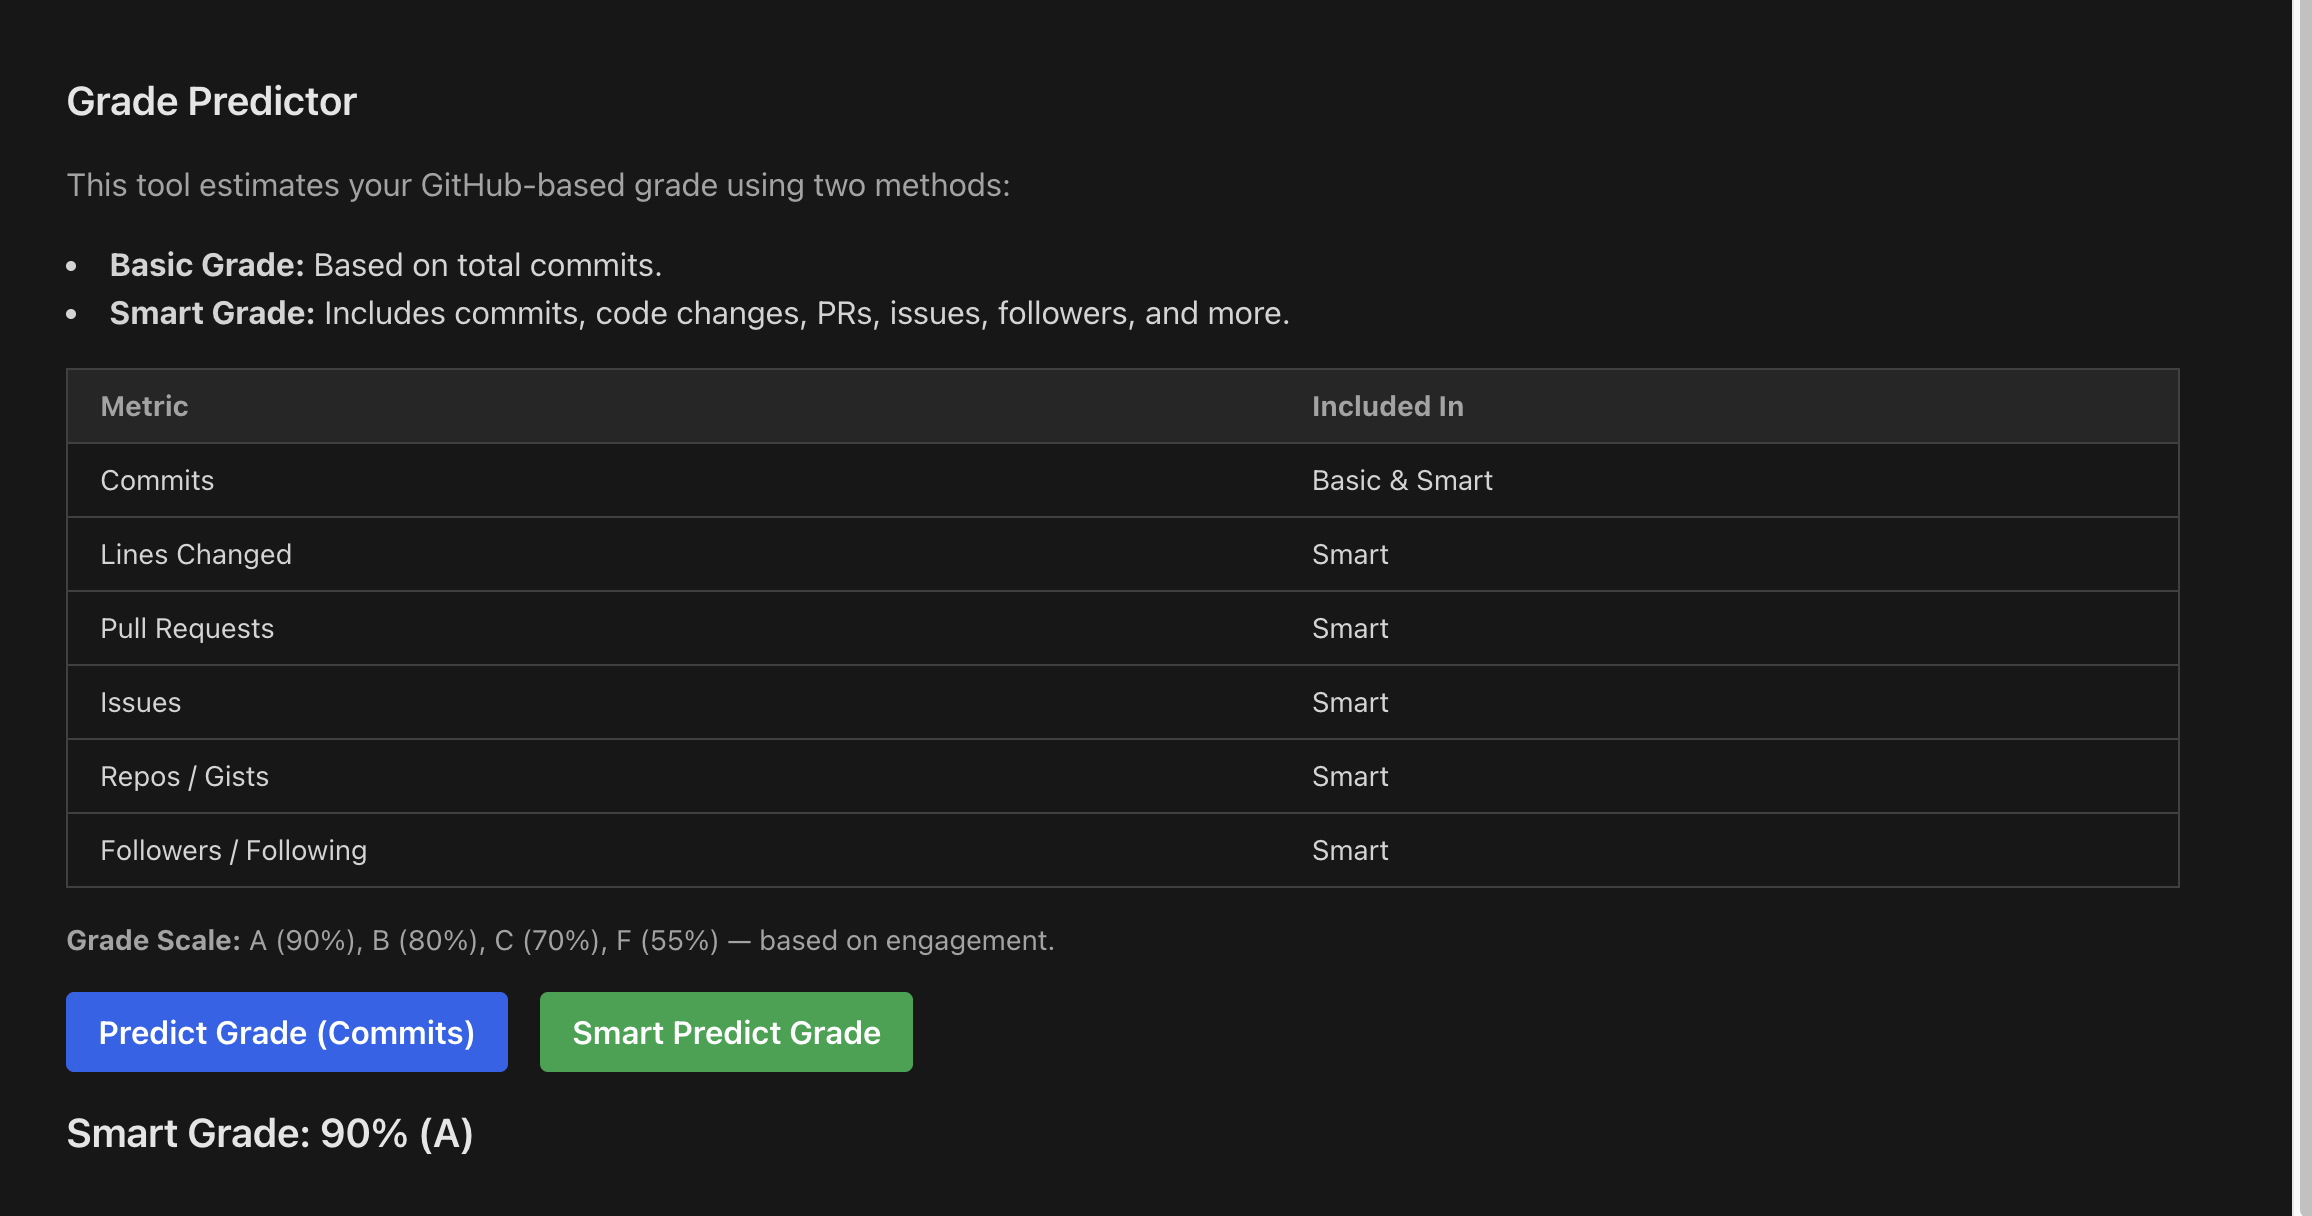 Grade Predictor
This tool estimates your GitHub-based grade using two methods:
• Basic Grade: Based on total commits.
• Smart Grade: Includes commits, code changes, PRs, issues, followers, and more.
Metric Included In
Commits Basic & Smart
Lines Changed Smart
Pull Requests Smart
Issues Smart
Repos / Gists Smart
Followers / Following Smart
Grade Scale: A (90%), B (80%), C (70%), F (55%) — based on engagement.
Predict Grade (Commits) Smart Predict Grade
Smart Grade: 90% (A)